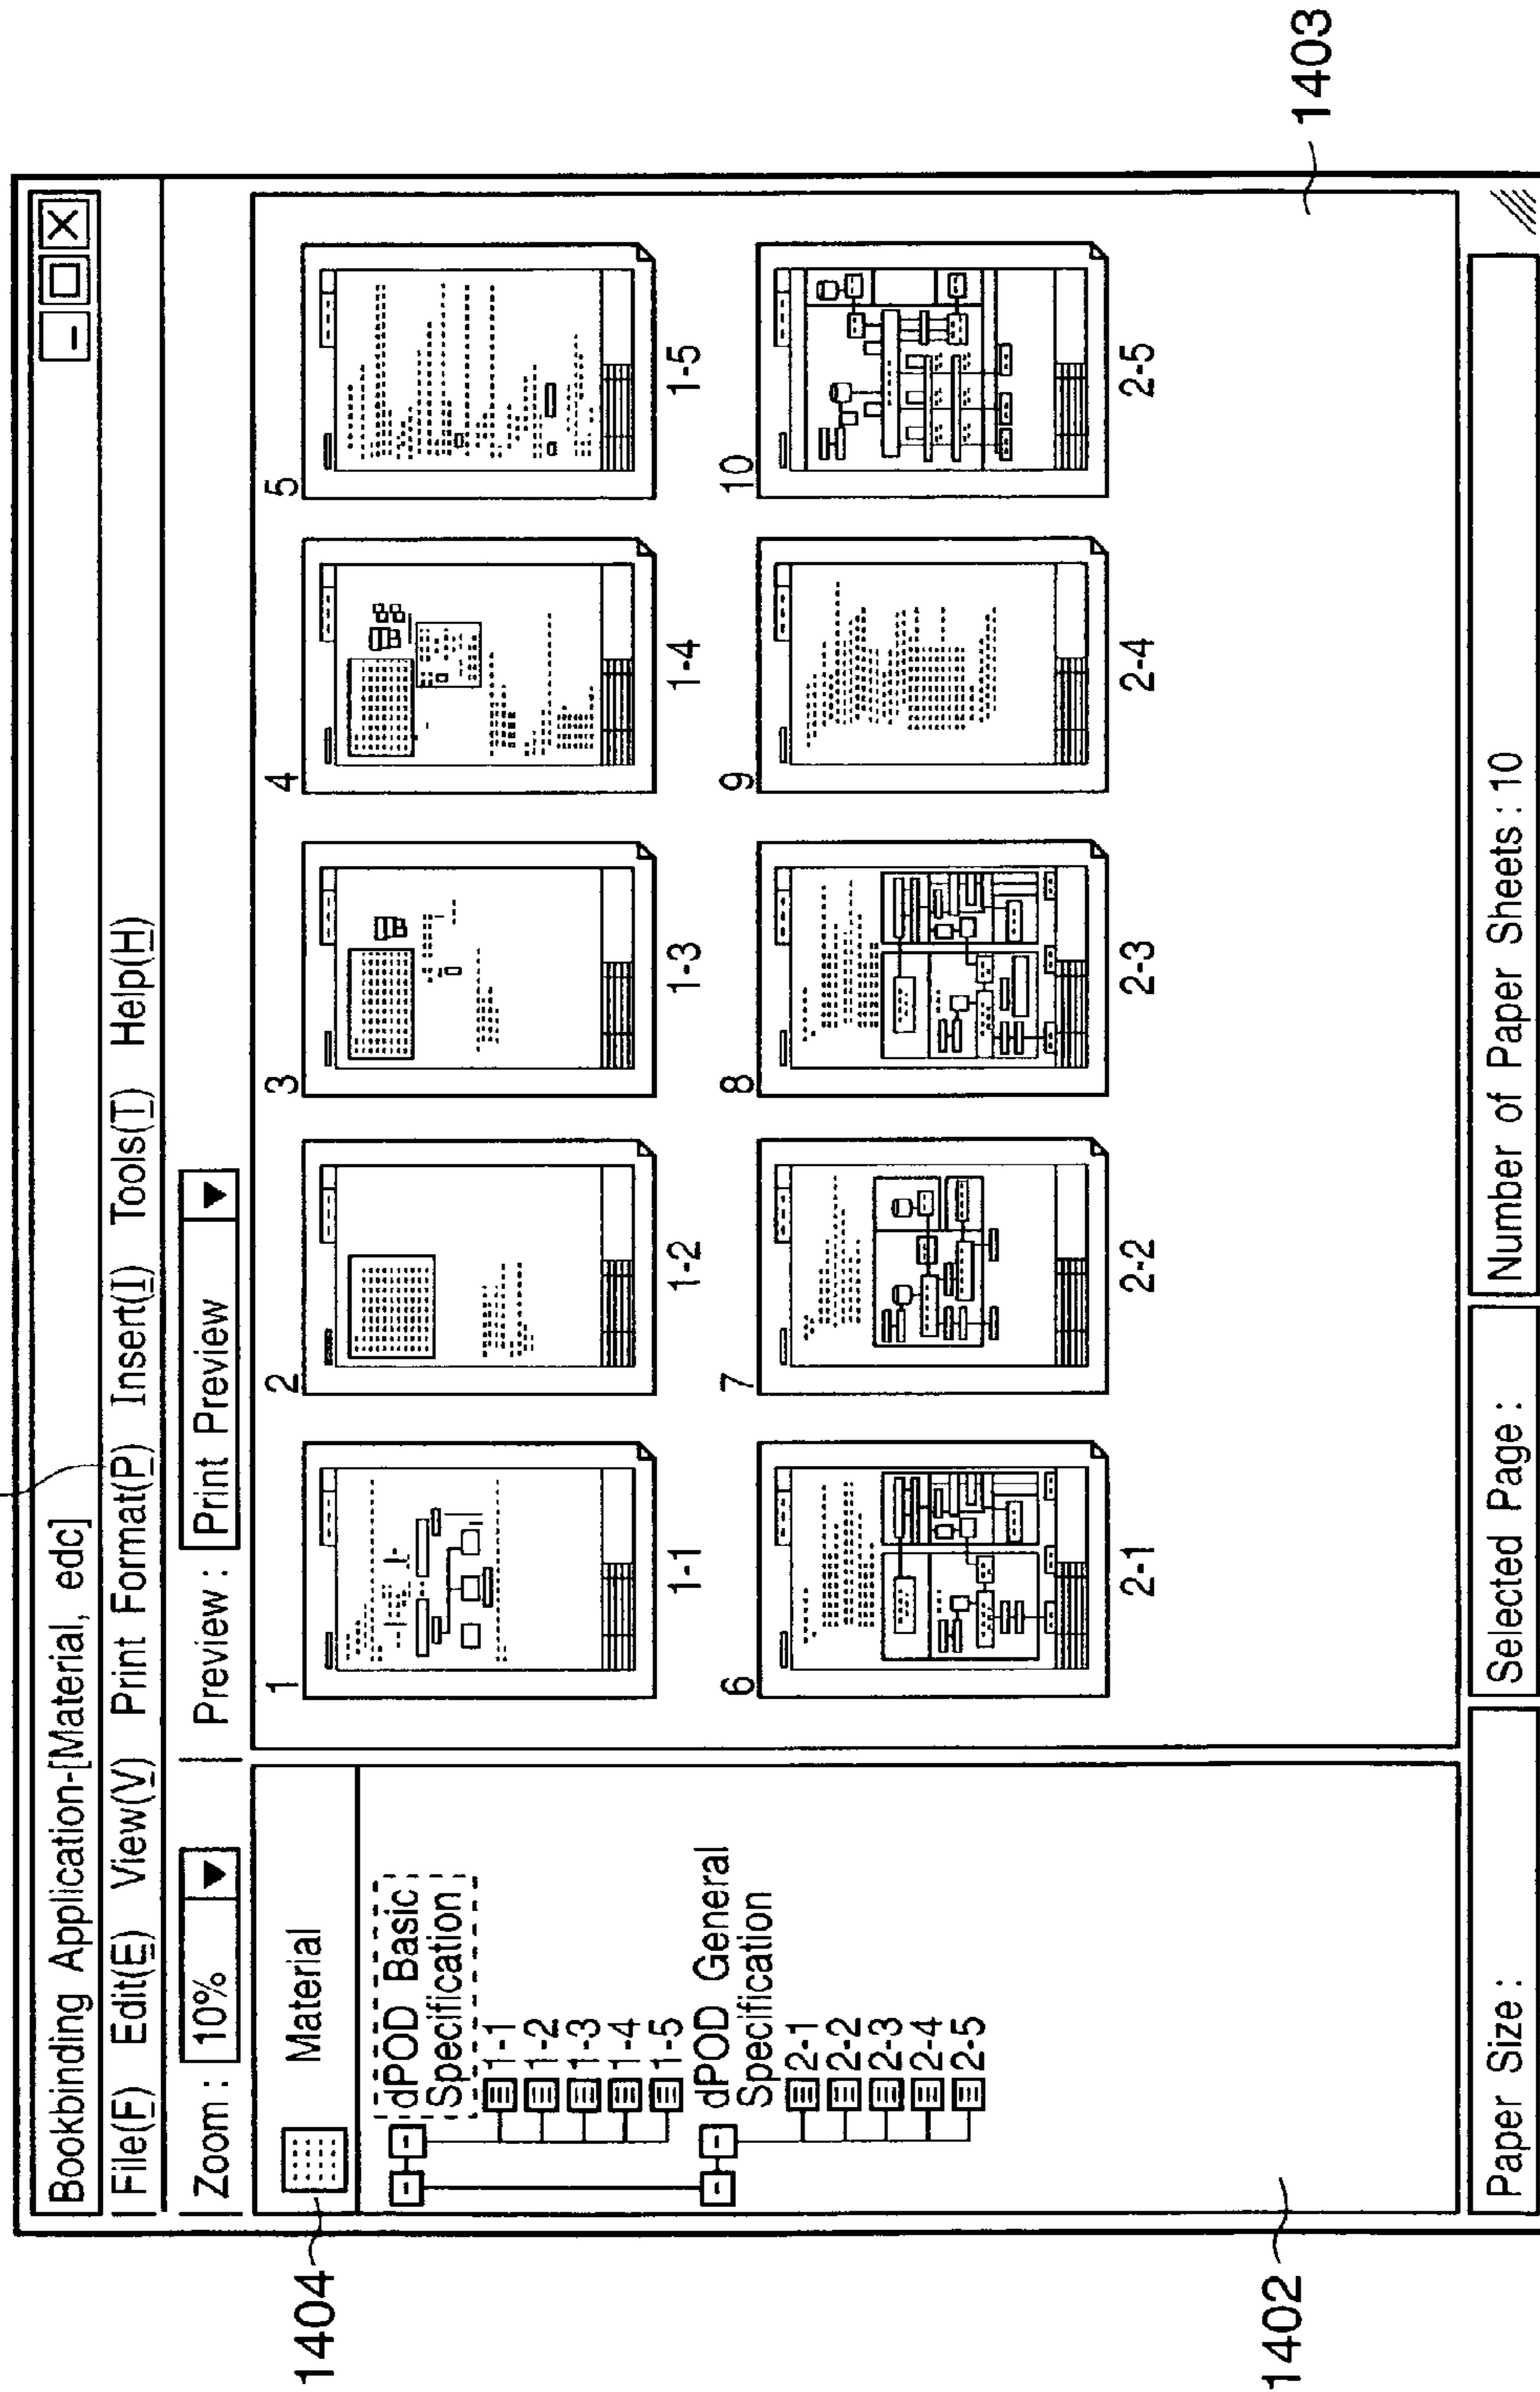 Bookbinding Application-[Material, edc]
File(F) Edit(E) View(V) Print Format(P) Insert(I) Tools(T) Help(H)
Zoom : 10% Preview : Print Preview
1404
Material
dPOD Basic
Specification
1-1
1-2
1-3
1-4
1-5
dPOD General
Specification
2-1
2-2
2-3
2-4
2-5
1402
1 2 3 4 5
1-1 1-2 1-3 1-4 1-5
6 7 8 9 10
2-1 2-2 2-3 2-4 2-5
1403
Paper Size : Selected Page : Number of Paper Sheets : 10